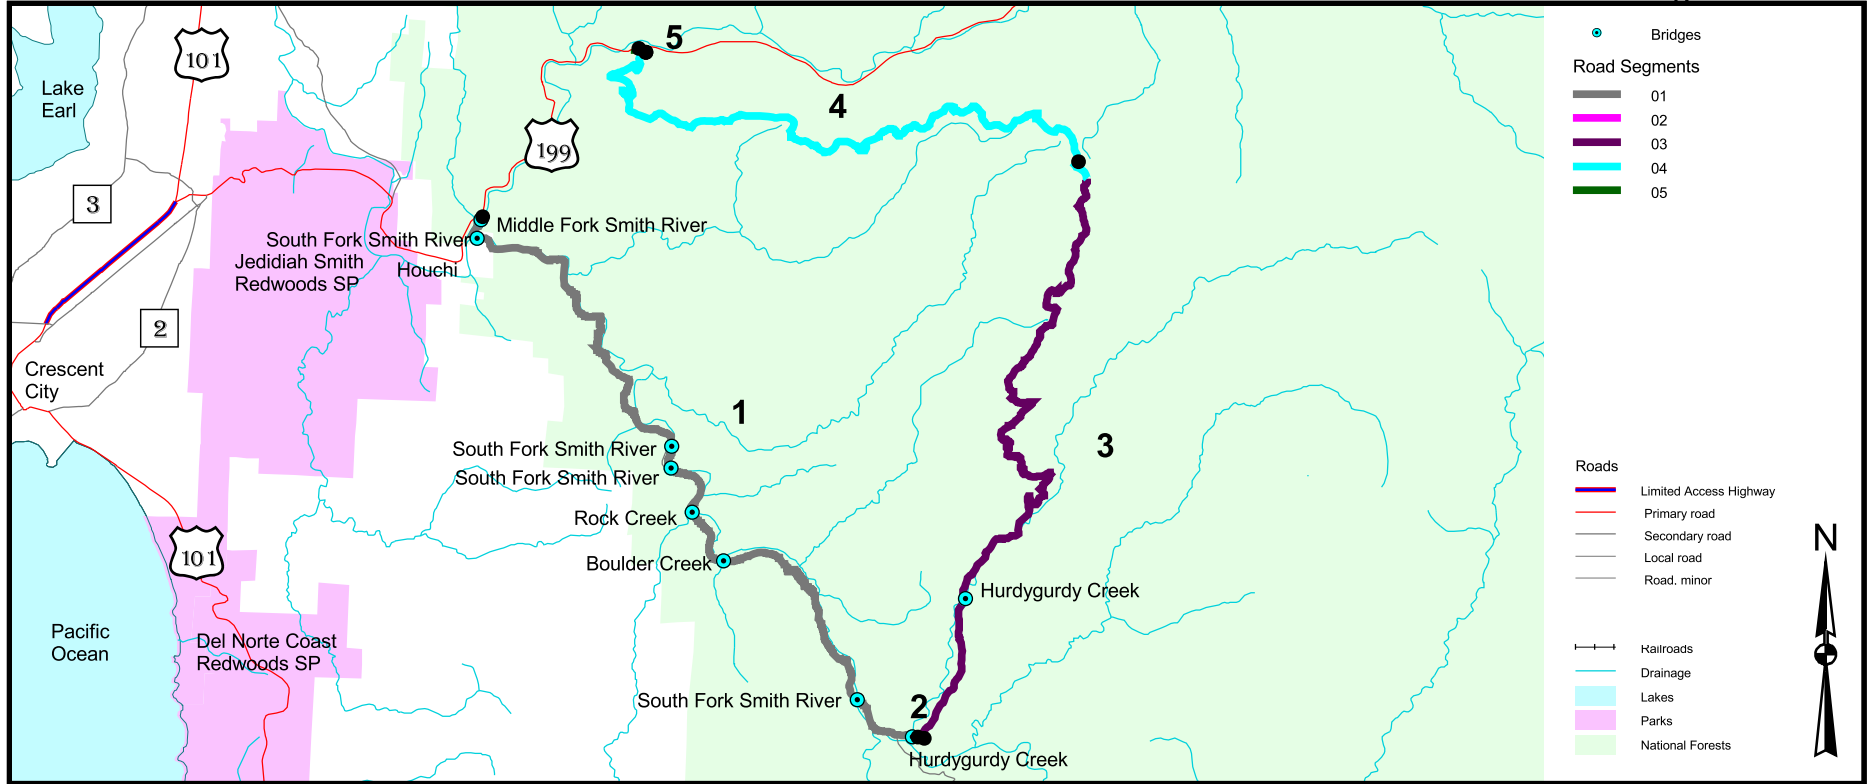 101
5
Lake
Earl
4
199
3
Middle Fork Smith River
South Fork Smith River
Jedidiah Smith
Redwoods SP
Houchi
2
Crescent
City
1
3
South Fork Smith River
South Fork Smith River
Rock Creek
101
Boulder Creek
Hurdygurdy Creek
Pacific
Ocean
Del Norte Coast
Redwoods SP
South Fork Smith River
2
Hurdygurdy Creek
Bridges
Road Segments
01
02
03
04
05
Roads
Limited Access Highway
Primary road
Secondary road
Local road
Road, minor
N
Railroads
Drainage
Lakes
Parks
National Forests